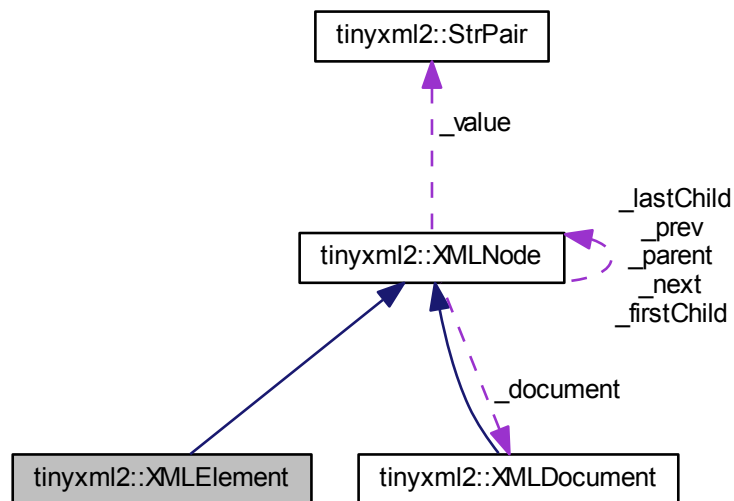 tinyxml2::StrPair
_value
_lastChild
_prev
tinyxml2::XMLNode
_parent
_next
_firstChild
_document
tinyxml2::XMLElement
tinyxml2::XMLDocument